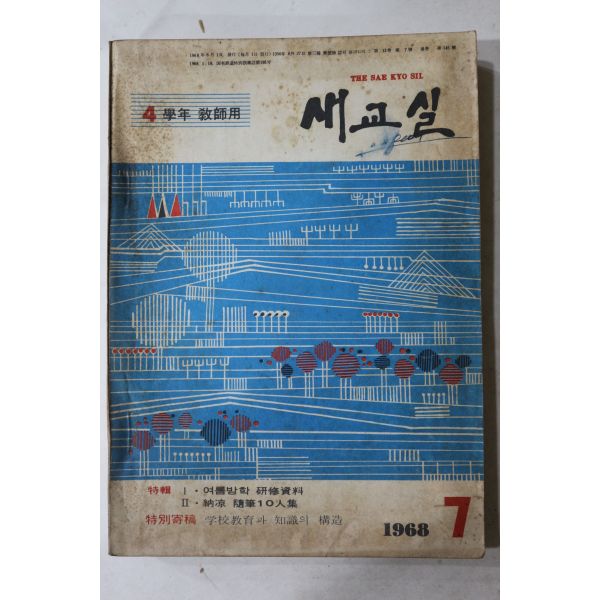 THE SAE KYO SIL
4 學年 敎師用
새교실
特輯 Ⅰ·여름방학 研修資料
Ⅱ·納凉 隨筆10人集
特別寄稿 学校敎育과 知識의 構造
1968 7